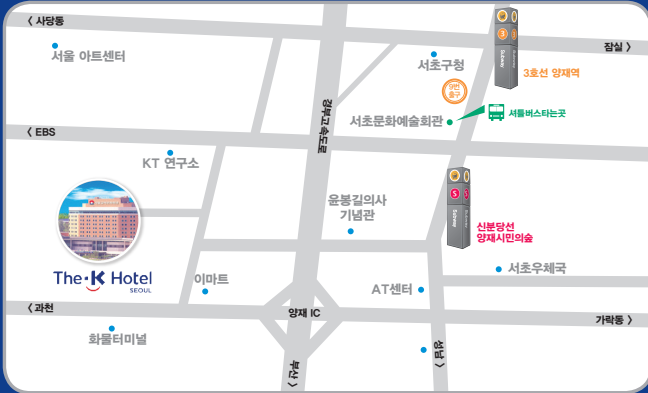 〈 사당동
잠실 〉
서울 아트센터
서초구청
3
3호선 양재역
Subway
9번
출구
서초문화예술회관
셔틀버스타는곳
경부고속도로
〈 EBS
KT 연구소
윤봉길의사
기념관
S
Subway
신분당선
양재시민의숲
The·K Hotel
SEOUL
이마트
AT센터
서초우체국
〈 과천
양재 IC
가락동 〉
화물터미널
부산 〉
성남 〉